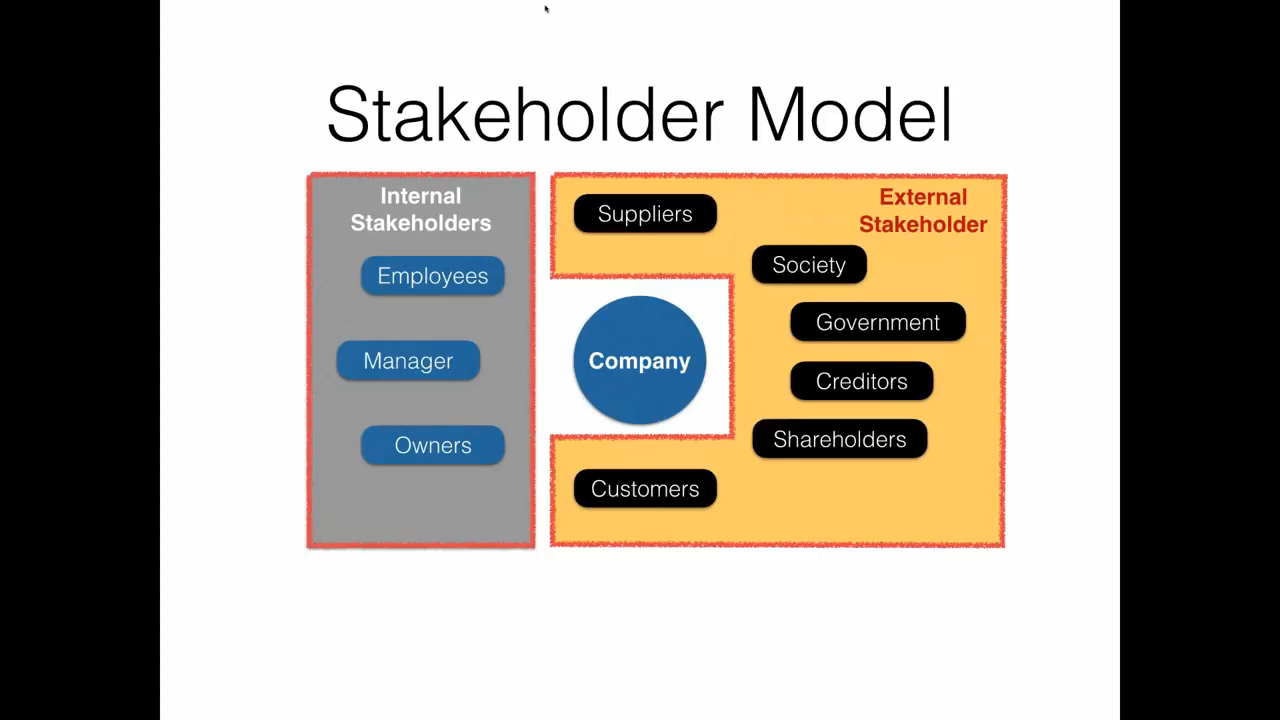 Stakeholder Model
Internal
Stakeholders
Employees
Manager
Owners
Company
External
Stakeholder
Suppliers
Society
Government
Creditors
Shareholders
Customers